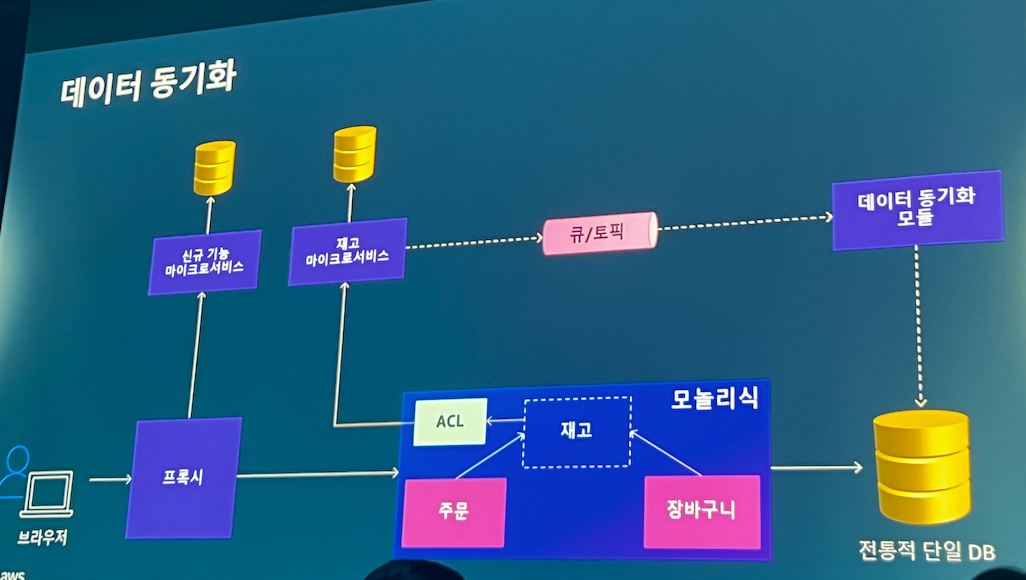 데이터 동기화
신규 기능
마이크로서비스
재고
마이크로서비스
큐/토픽
데이터 동기화
모듈
모놀리식
ACL
재고
프록시
주문
장바구니
브라우저
전통적 단일 DB
aws